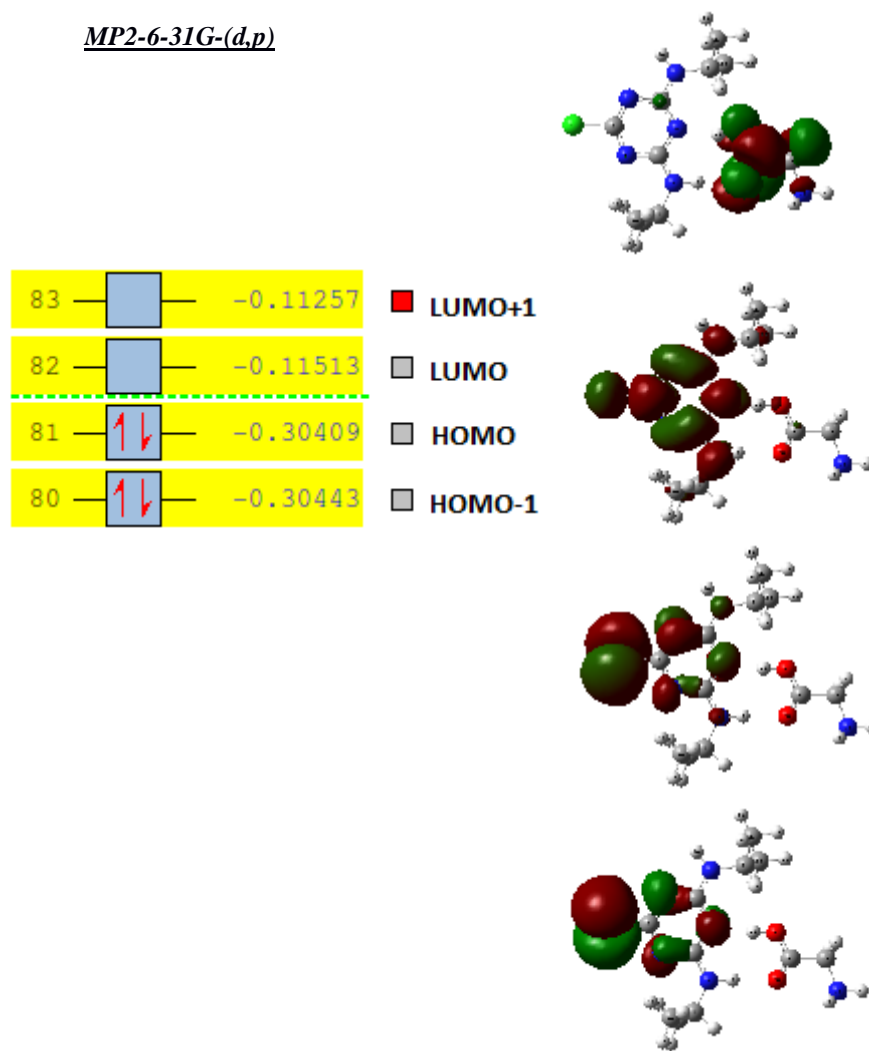 MP2-6-31G-(d,p)
83 -0.11257 LUMO+1
82 -0.11513 LUMO
81 -0.30409 HOMO
80 -0.30443 HOMO-1